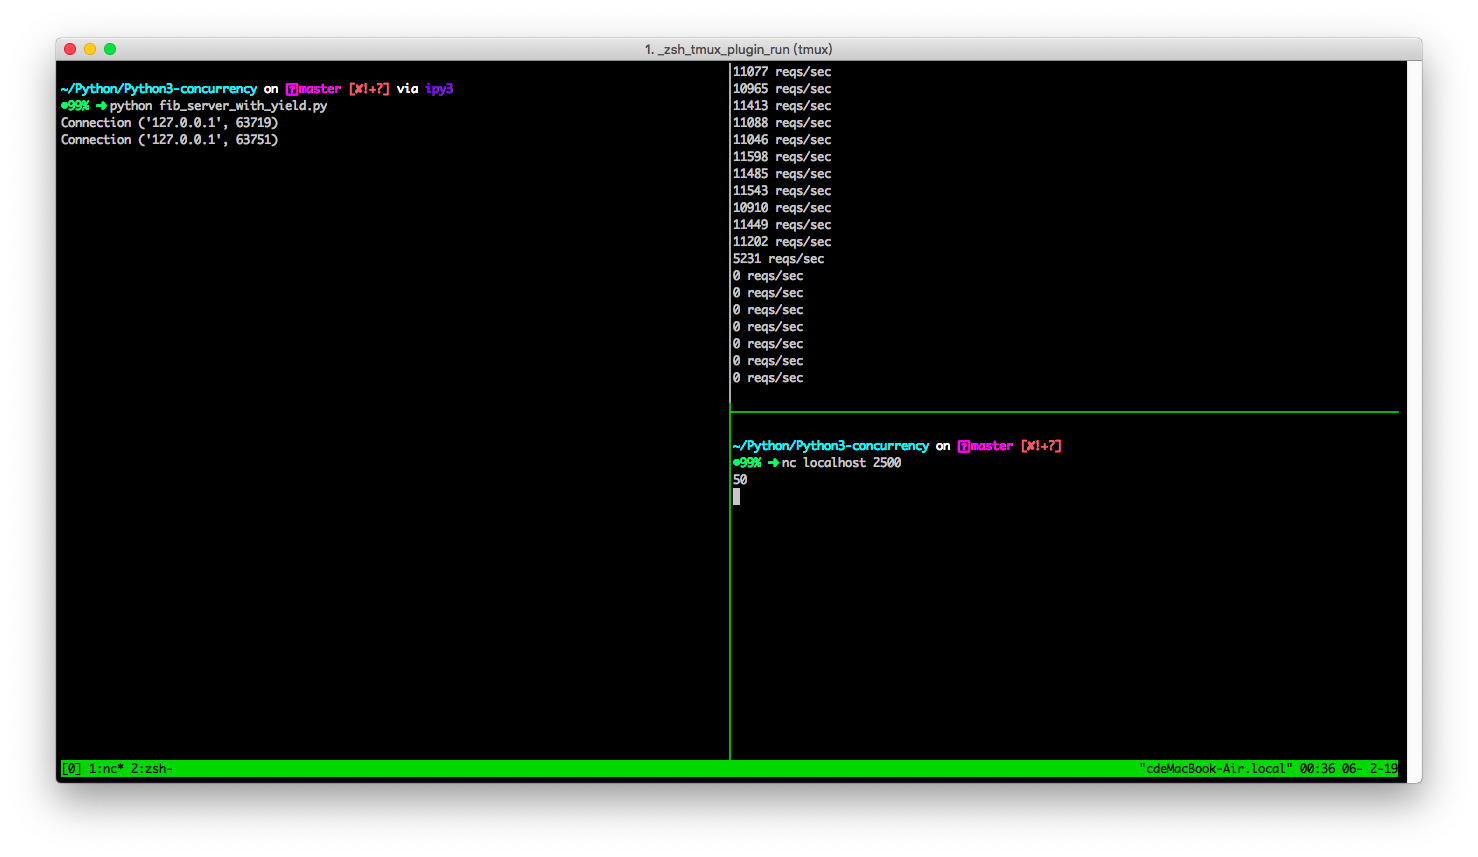 1. _zsh_tmux_plugin_run (tmux)
~/Python/Python3-concurrency on master [✘!+?] via ipy3
●99% ➜ python fib_server_with_yield.py
Connection ('127.0.0.1', 63719)
Connection ('127.0.0.1', 63751)
11077 reqs/sec
10965 reqs/sec
11413 reqs/sec
11088 reqs/sec
11046 reqs/sec
11598 reqs/sec
11485 reqs/sec
11543 reqs/sec
10910 reqs/sec
11449 reqs/sec
11202 reqs/sec
5231 reqs/sec
0 reqs/sec
0 reqs/sec
0 reqs/sec
0 reqs/sec
0 reqs/sec
0 reqs/sec
0 reqs/sec
~/Python/Python3-concurrency on master [✘!+?]
●99% ➜ nc localhost 2500
50
[0] 1:nc* 2:zsh- "cdeMacBook-Air.local" 00:36 06- 2-19